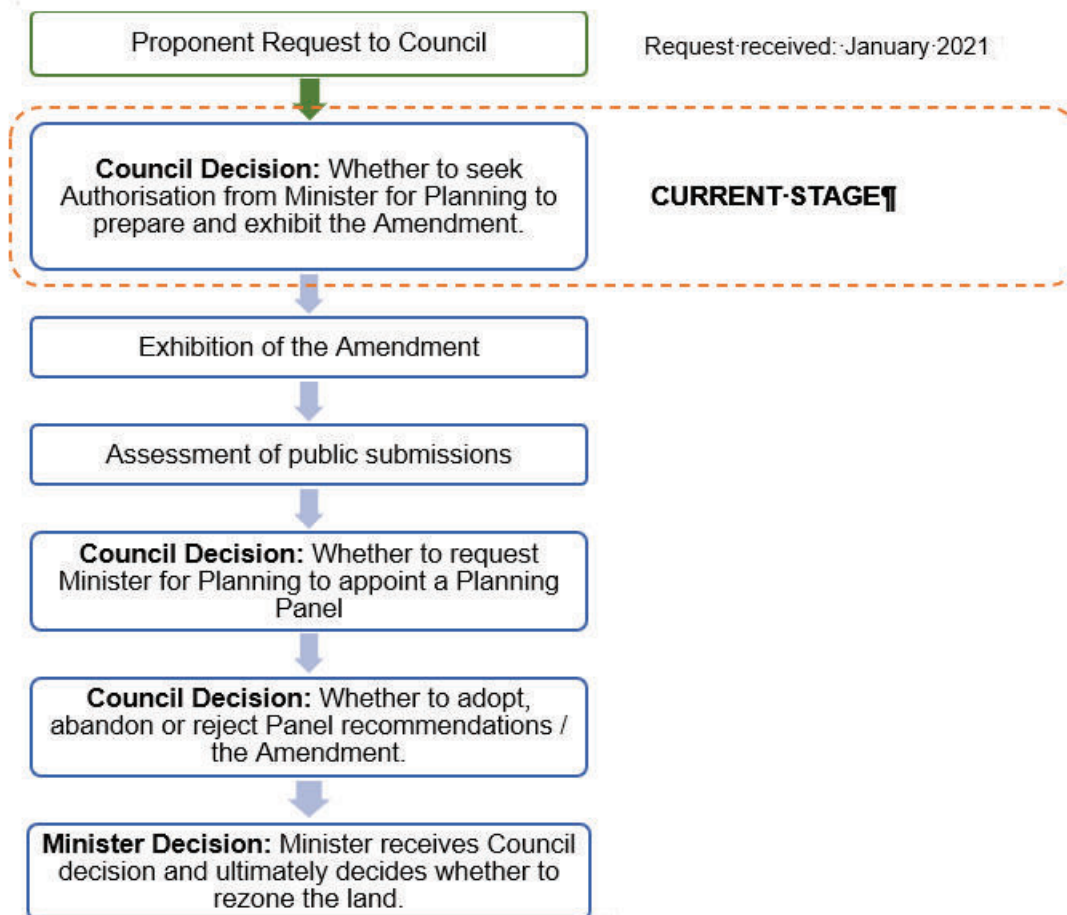 Proponent Request to Council
Request·received:·January·2021
Council Decision: Whether to seek
Authorisation from Minister for Planning to
prepare and exhibit the Amendment.
CURRENT·STAGE¶
Exhibition of the Amendment
Assessment of public submissions
Council Decision: Whether to request
Minister for Planning to appoint a Planning
Panel
Council Decision: Whether to adopt,
abandon or reject Panel recommendations /
the Amendment.
Minister Decision: Minister receives Council
decision and ultimately decides whether to
rezone the land.